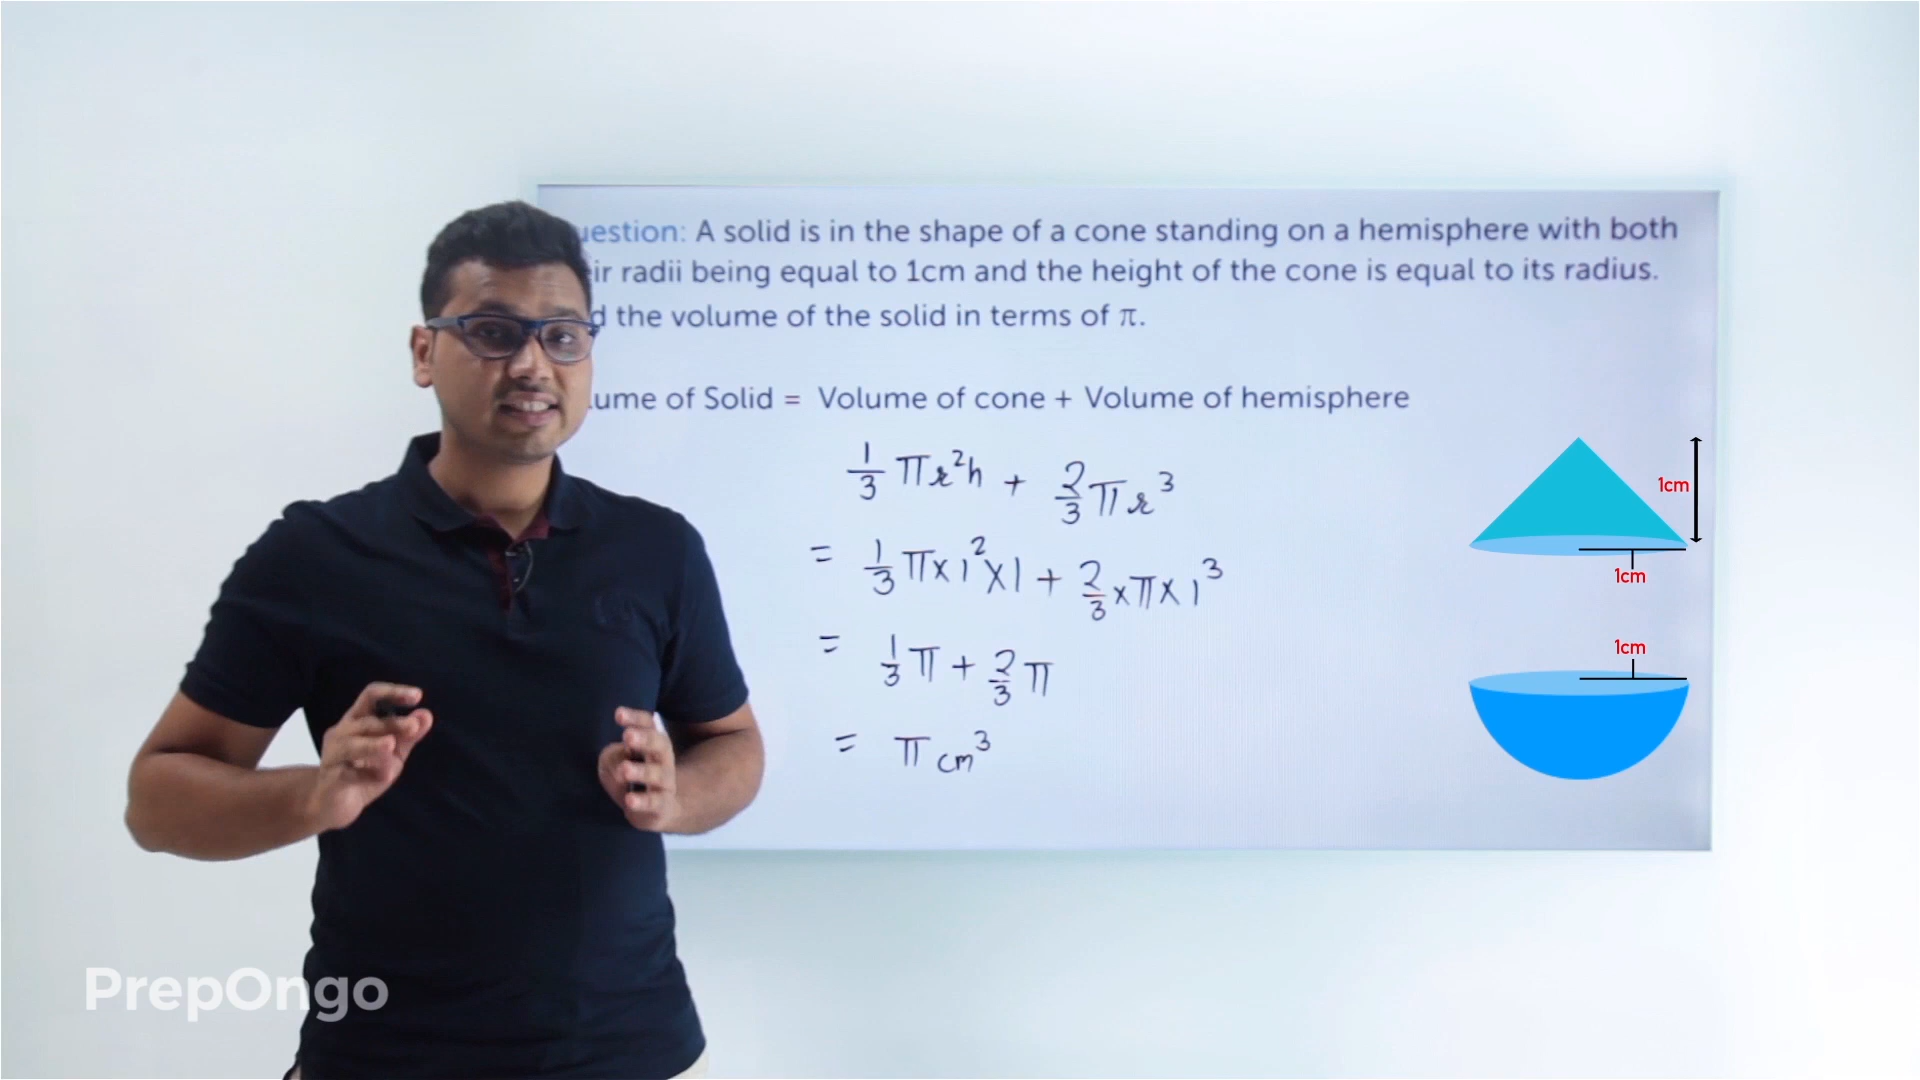 uestion: A solid is in the shape of a cone standing on a hemisphere with both
ir radii being equal to 1cm and the height of the cone is equal to its radius.
d the volume of the solid in terms of π.
lume of Solid = Volume of cone + Volume of hemisphere
1/3 πr²h + 2/3 πr³
= 1/3 π×1²×1 + 2/3 ×π×1³
= 1/3 π + 2/3 π
= π cm³
1cm
1cm
1cm
PrepOngo